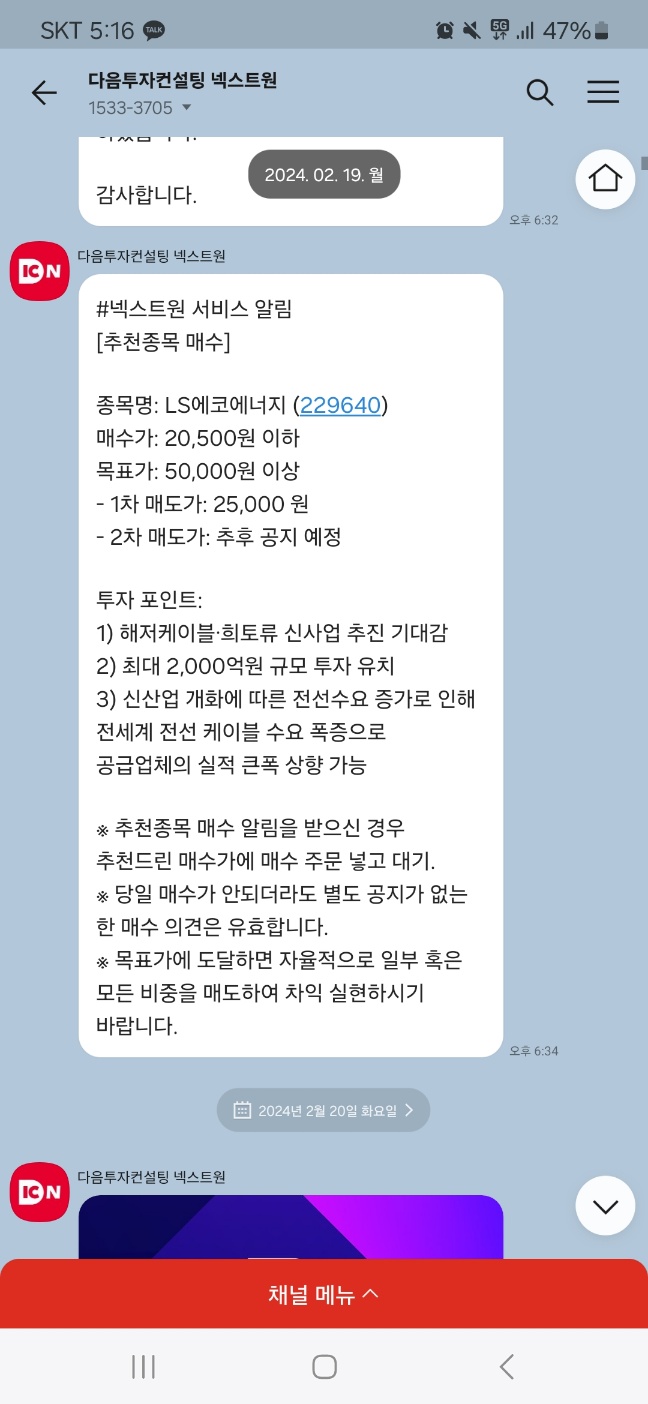 SKT 5:16 TALK 5G 47%
다음투자컨설팅 넥스트원
1533-3705
2024. 02. 19. 월
감사합니다.
오후 6:32
ICON
다음투자컨설팅 넥스트원
#넥스트원 서비스 알림
[추천종목 매수]
종목명: LS에코에너지 (229640)
매수가: 20,500원 이하
목표가: 50,000원 이상
- 1차 매도가: 25,000 원
- 2차 매도가: 추후 공지 예정
투자 포인트:
1) 해저케이블·희토류 신사업 추진 기대감
2) 최대 2,000억원 규모 투자 유치
3) 신산업 개화에 따른 전선수요 증가로 인해
전세계 전선 케이블 수요 폭증으로
공급업체의 실적 큰폭 상향 가능
※ 추천종목 매수 알림을 받으신 경우
추천드린 매수가에 매수 주문 넣고 대기.
※ 당일 매수가 안되더라도 별도 공지가 없는
한 매수 의견은 유효합니다.
※ 목표가에 도달하면 자율적으로 일부 혹은
모든 비중을 매도하여 차익 실현하시기
바랍니다.
오후 6:34
2024년 2월 20일 화요일
다음투자컨설팅 넥스트원
채널 메뉴